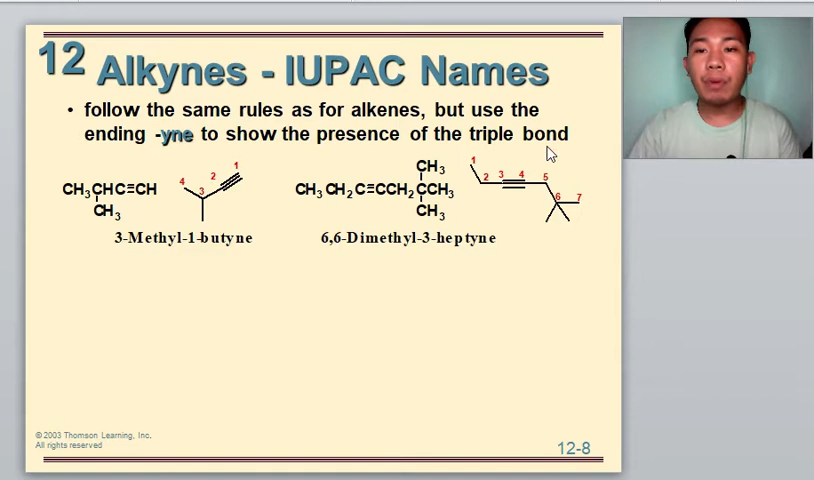 12 Alkynes - IUPAC Names
• follow the same rules as for alkenes, but use the
ending -yne to show the presence of the triple bond
CH3
1
1
2
3
4
CH3CHC≡CH
CH3
4
3
2
CH3CH2C≡CCH2CCH3
CH3
2
3
4
5
6
7
3-Methyl-1-butyne
6,6-Dimethyl-3-heptyne
© 2003 Thomson Learning, Inc.
All rights reserved
12-8